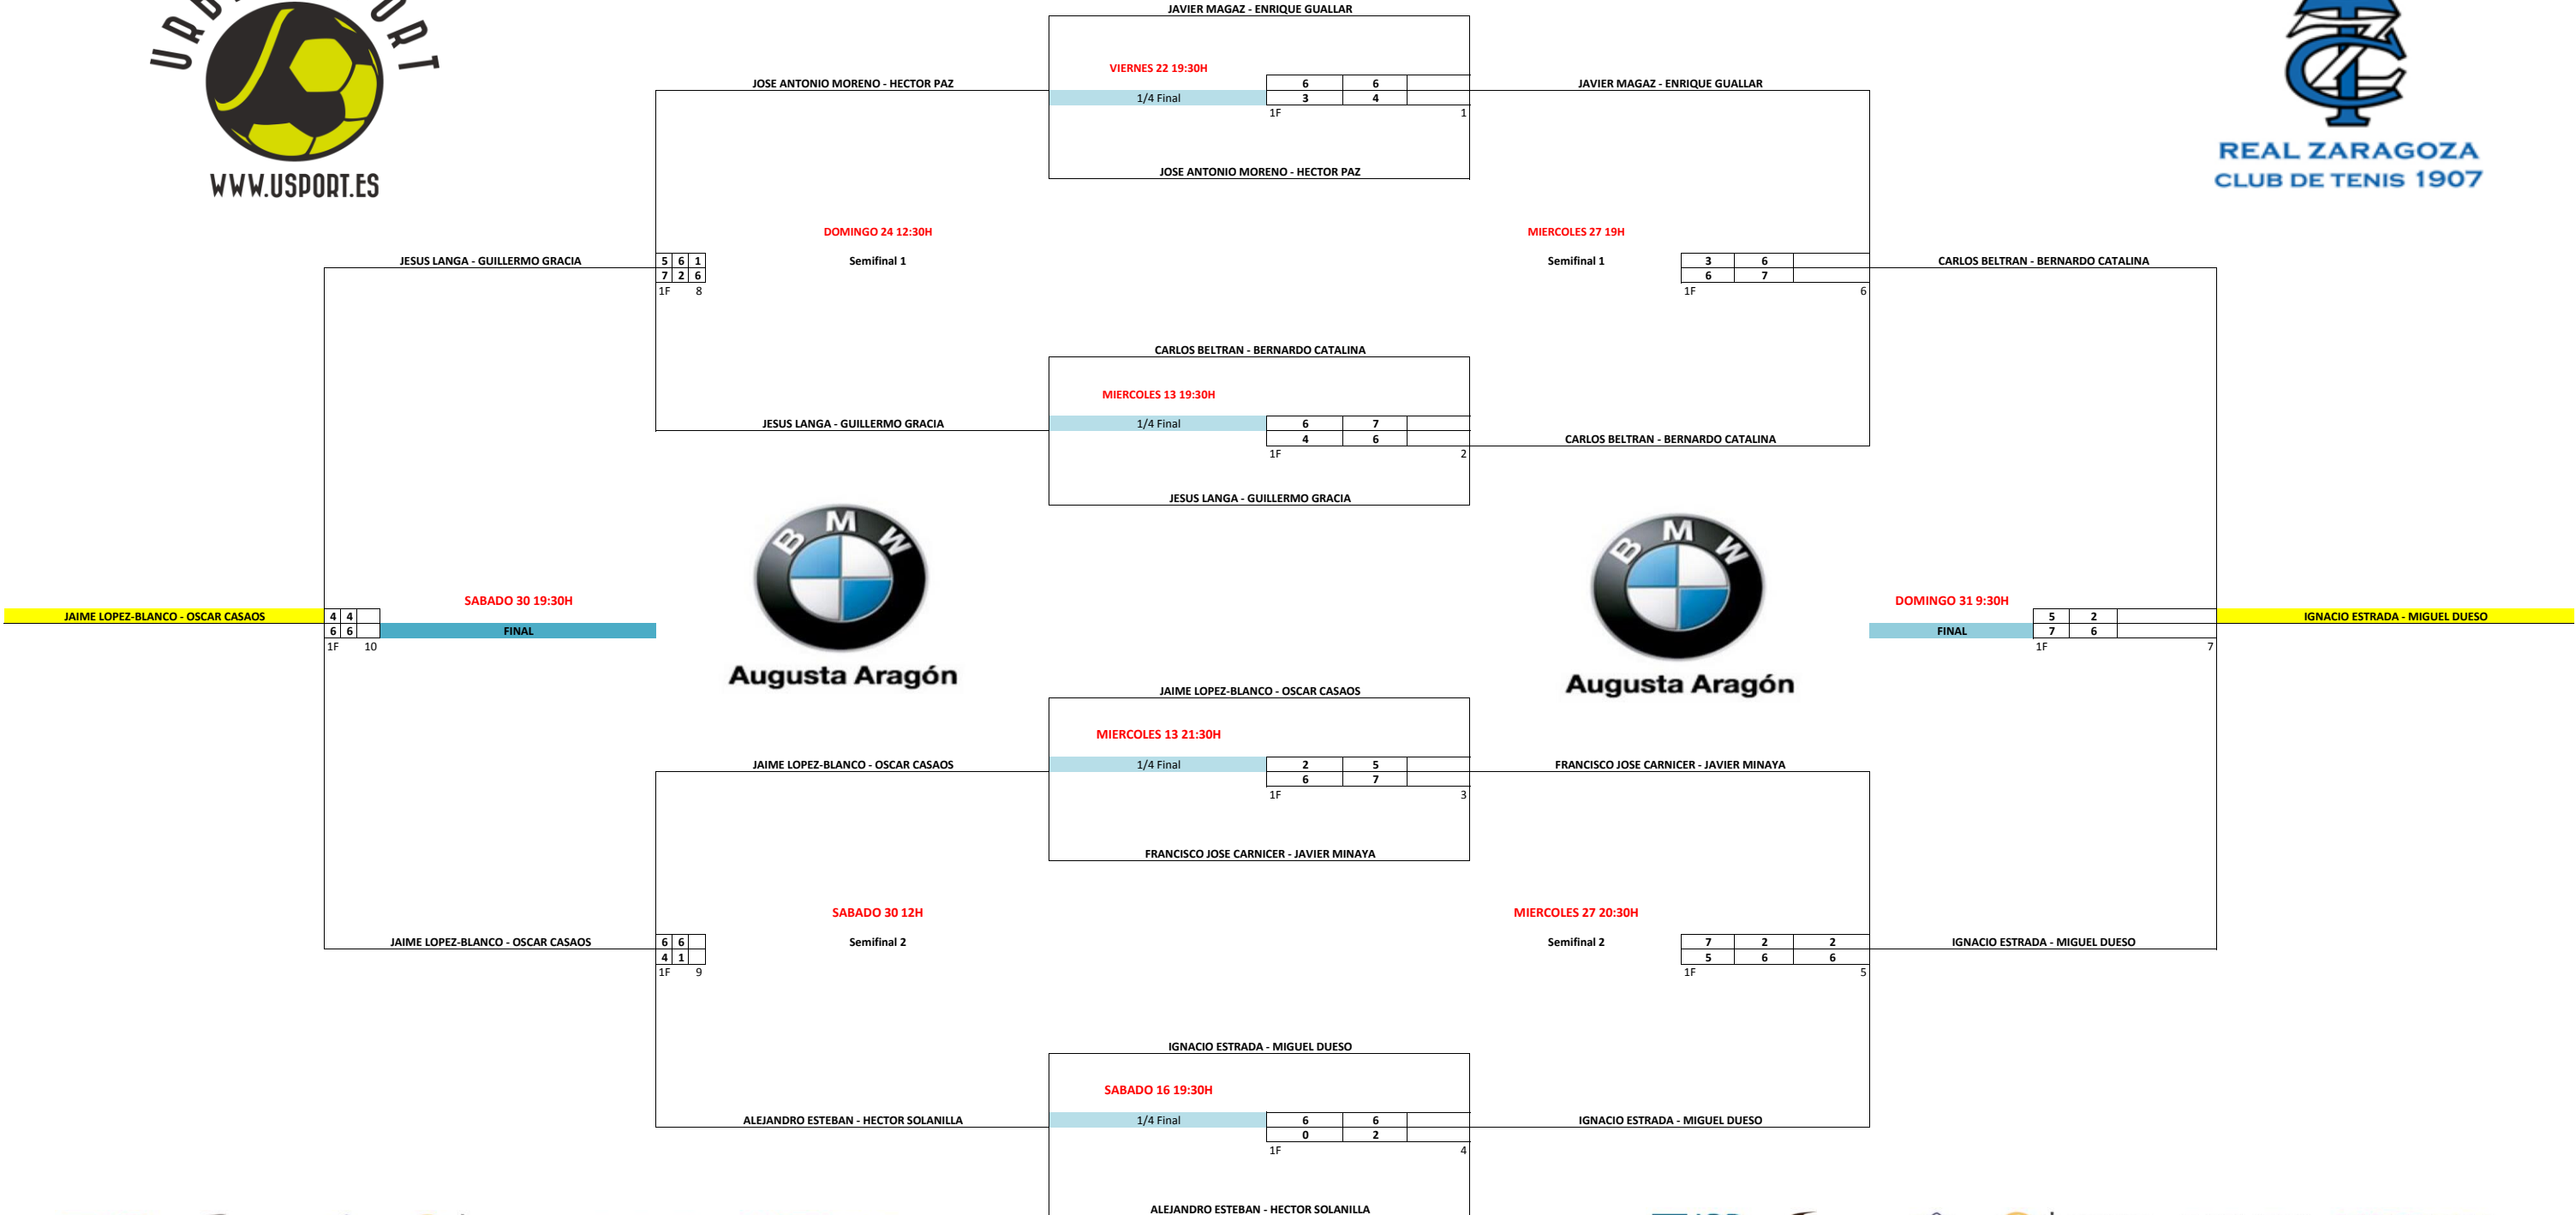 JAVIER MAGAZ - ENRIQUE GUALLAR
VIERNES 22 19:30H
JOSE ANTONIO MORENO - HECTOR PAZ
6 6
JAVIER MAGAZ - ENRIQUE GUALLAR
1/4 Final
3 4
1F 1
WWW.USPORT.ES
JOSE ANTONIO MORENO - HECTOR PAZ
REAL ZARAGOZA
CLUB DE TENIS 1907
DOMINGO 24 12:30H
MIERCOLES 27 19H
JESUS LANGA - GUILLERMO GRACIA
5 6 1
Semifinal 1
Semifinal 1
3 6
CARLOS BELTRAN - BERNARDO CATALINA
7 2 6
6 7
1F 8
1F 6
CARLOS BELTRAN - BERNARDO CATALINA
MIERCOLES 13 19:30H
JESUS LANGA - GUILLERMO GRACIA
1/4 Final
6 7
4 6
CARLOS BELTRAN - BERNARDO CATALINA
1F 2
JESUS LANGA - GUILLERMO GRACIA
BMW
BMW
SABADO 30 19:30H
DOMINGO 31 9:30H
JAIME LOPEZ-BLANCO - OSCAR CASAOS
4 4
5 2
IGNACIO ESTRADA - MIGUEL DUESO
6 6
FINAL
FINAL
7 6
1F 10
1F 7
Augusta Aragón
Augusta Aragón
JAIME LOPEZ-BLANCO - OSCAR CASAOS
MIERCOLES 13 21:30H
JAIME LOPEZ-BLANCO - OSCAR CASAOS
1/4 Final
2 5
FRANCISCO JOSE CARNICER - JAVIER MINAYA
6 7
1F 3
FRANCISCO JOSE CARNICER - JAVIER MINAYA
SABADO 30 12H
MIERCOLES 27 20:30H
JAIME LOPEZ-BLANCO - OSCAR CASAOS
6 6
Semifinal 2
Semifinal 2
7 2 2
IGNACIO ESTRADA - MIGUEL DUESO
4 1
5 6 6
1F 9
1F 5
IGNACIO ESTRADA - MIGUEL DUESO
SABADO 16 19:30H
ALEJANDRO ESTEBAN - HECTOR SOLANILLA
1/4 Final
6 6
IGNACIO ESTRADA - MIGUEL DUESO
0 2
1F 4
ALEJANDRO ESTEBAN - HECTOR SOLANILLA